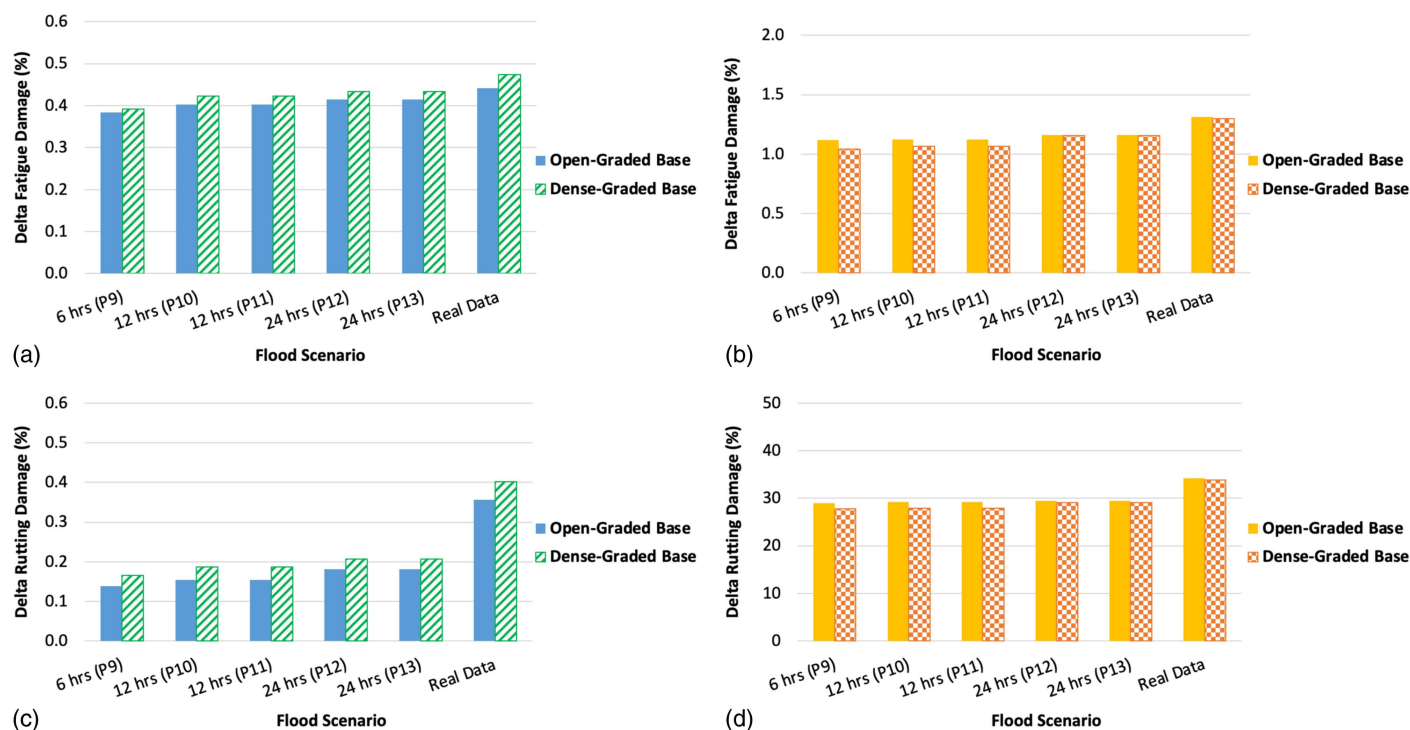 Delta Fatigue Damage (%)
0.6
0.5
0.4
0.3
0.2
0.1
0.0
6 hrs (P9)
12 hrs (P10)
12 hrs (P11)
24 hrs (P12)
24 hrs (P13)
Real Data
Flood Scenario
Open-Graded Base
Dense-Graded Base
(a)
Delta Fatigue Damage (%)
2.0
1.5
1.0
0.5
0.0
6 hrs (P9)
12 hrs (P10)
12 hrs (P11)
24 hrs (P12)
24 hrs (P13)
Real Data
Flood Scenario
Open-Graded Base
Dense-Graded Base
(b)
Delta Rutting Damage (%)
0.6
0.5
0.4
0.3
0.2
0.1
0.0
6 hrs (P9)
12 hrs (P10)
12 hrs (P11)
24 hrs (P12)
24 hrs (P13)
Real Data
Flood Scenario
Open-Graded Base
Dense-Graded Base
(c)
Delta Rutting Damage (%)
50
40
30
20
10
0
6 hrs (P9)
12 hrs (P10)
12 hrs (P11)
24 hrs (P12)
24 hrs (P13)
Real Data
Flood Scenario
Open-Graded Base
Dense-Graded Base
(d)